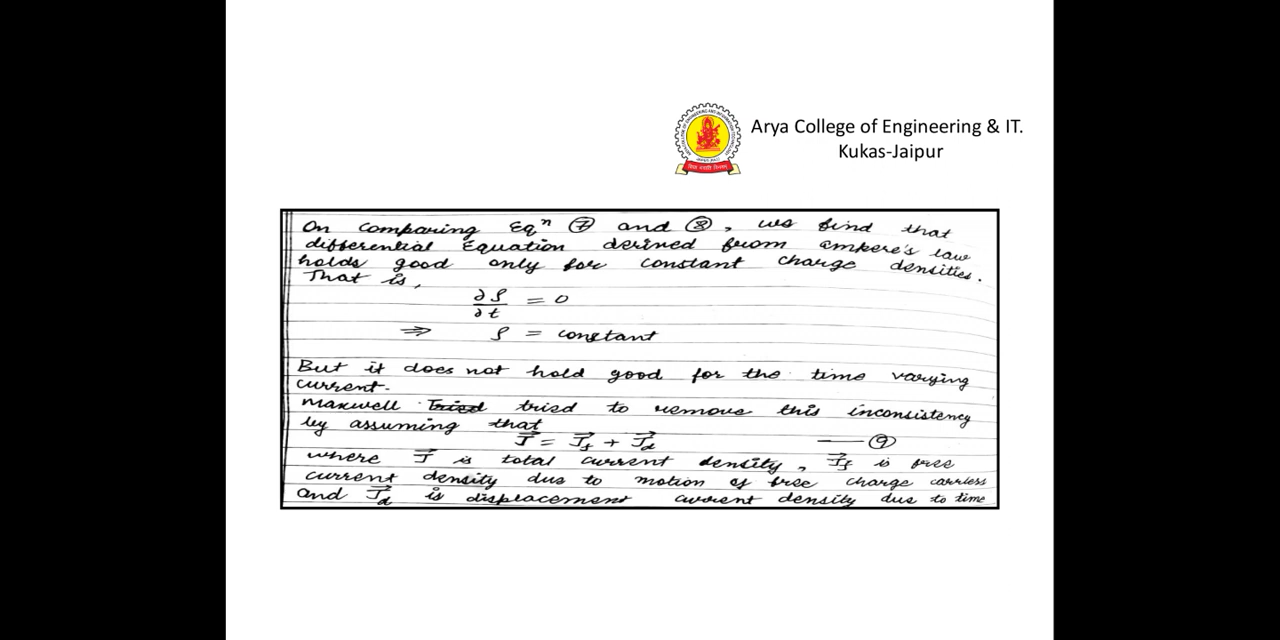 Arya College of Engineering & IT.
Kukas-Jaipur
On comparing Eqⁿ ⑦ and ⑧, we find that
differential Equation derined from ampere's law
holds good only for constant charge densities.
That is,
∂ρ/∂t = 0
⇒ ρ = constant
But it does not hold good for the time varying
current.
Maxwell Tried tried to remove this inconsistency
by assuming that
J⃗ = J⃗f + J⃗d —— ⑨
where J⃗ is total current density, J⃗f is free
current density due to motion of free charge carriess
and J⃗d is displacement current density due to time